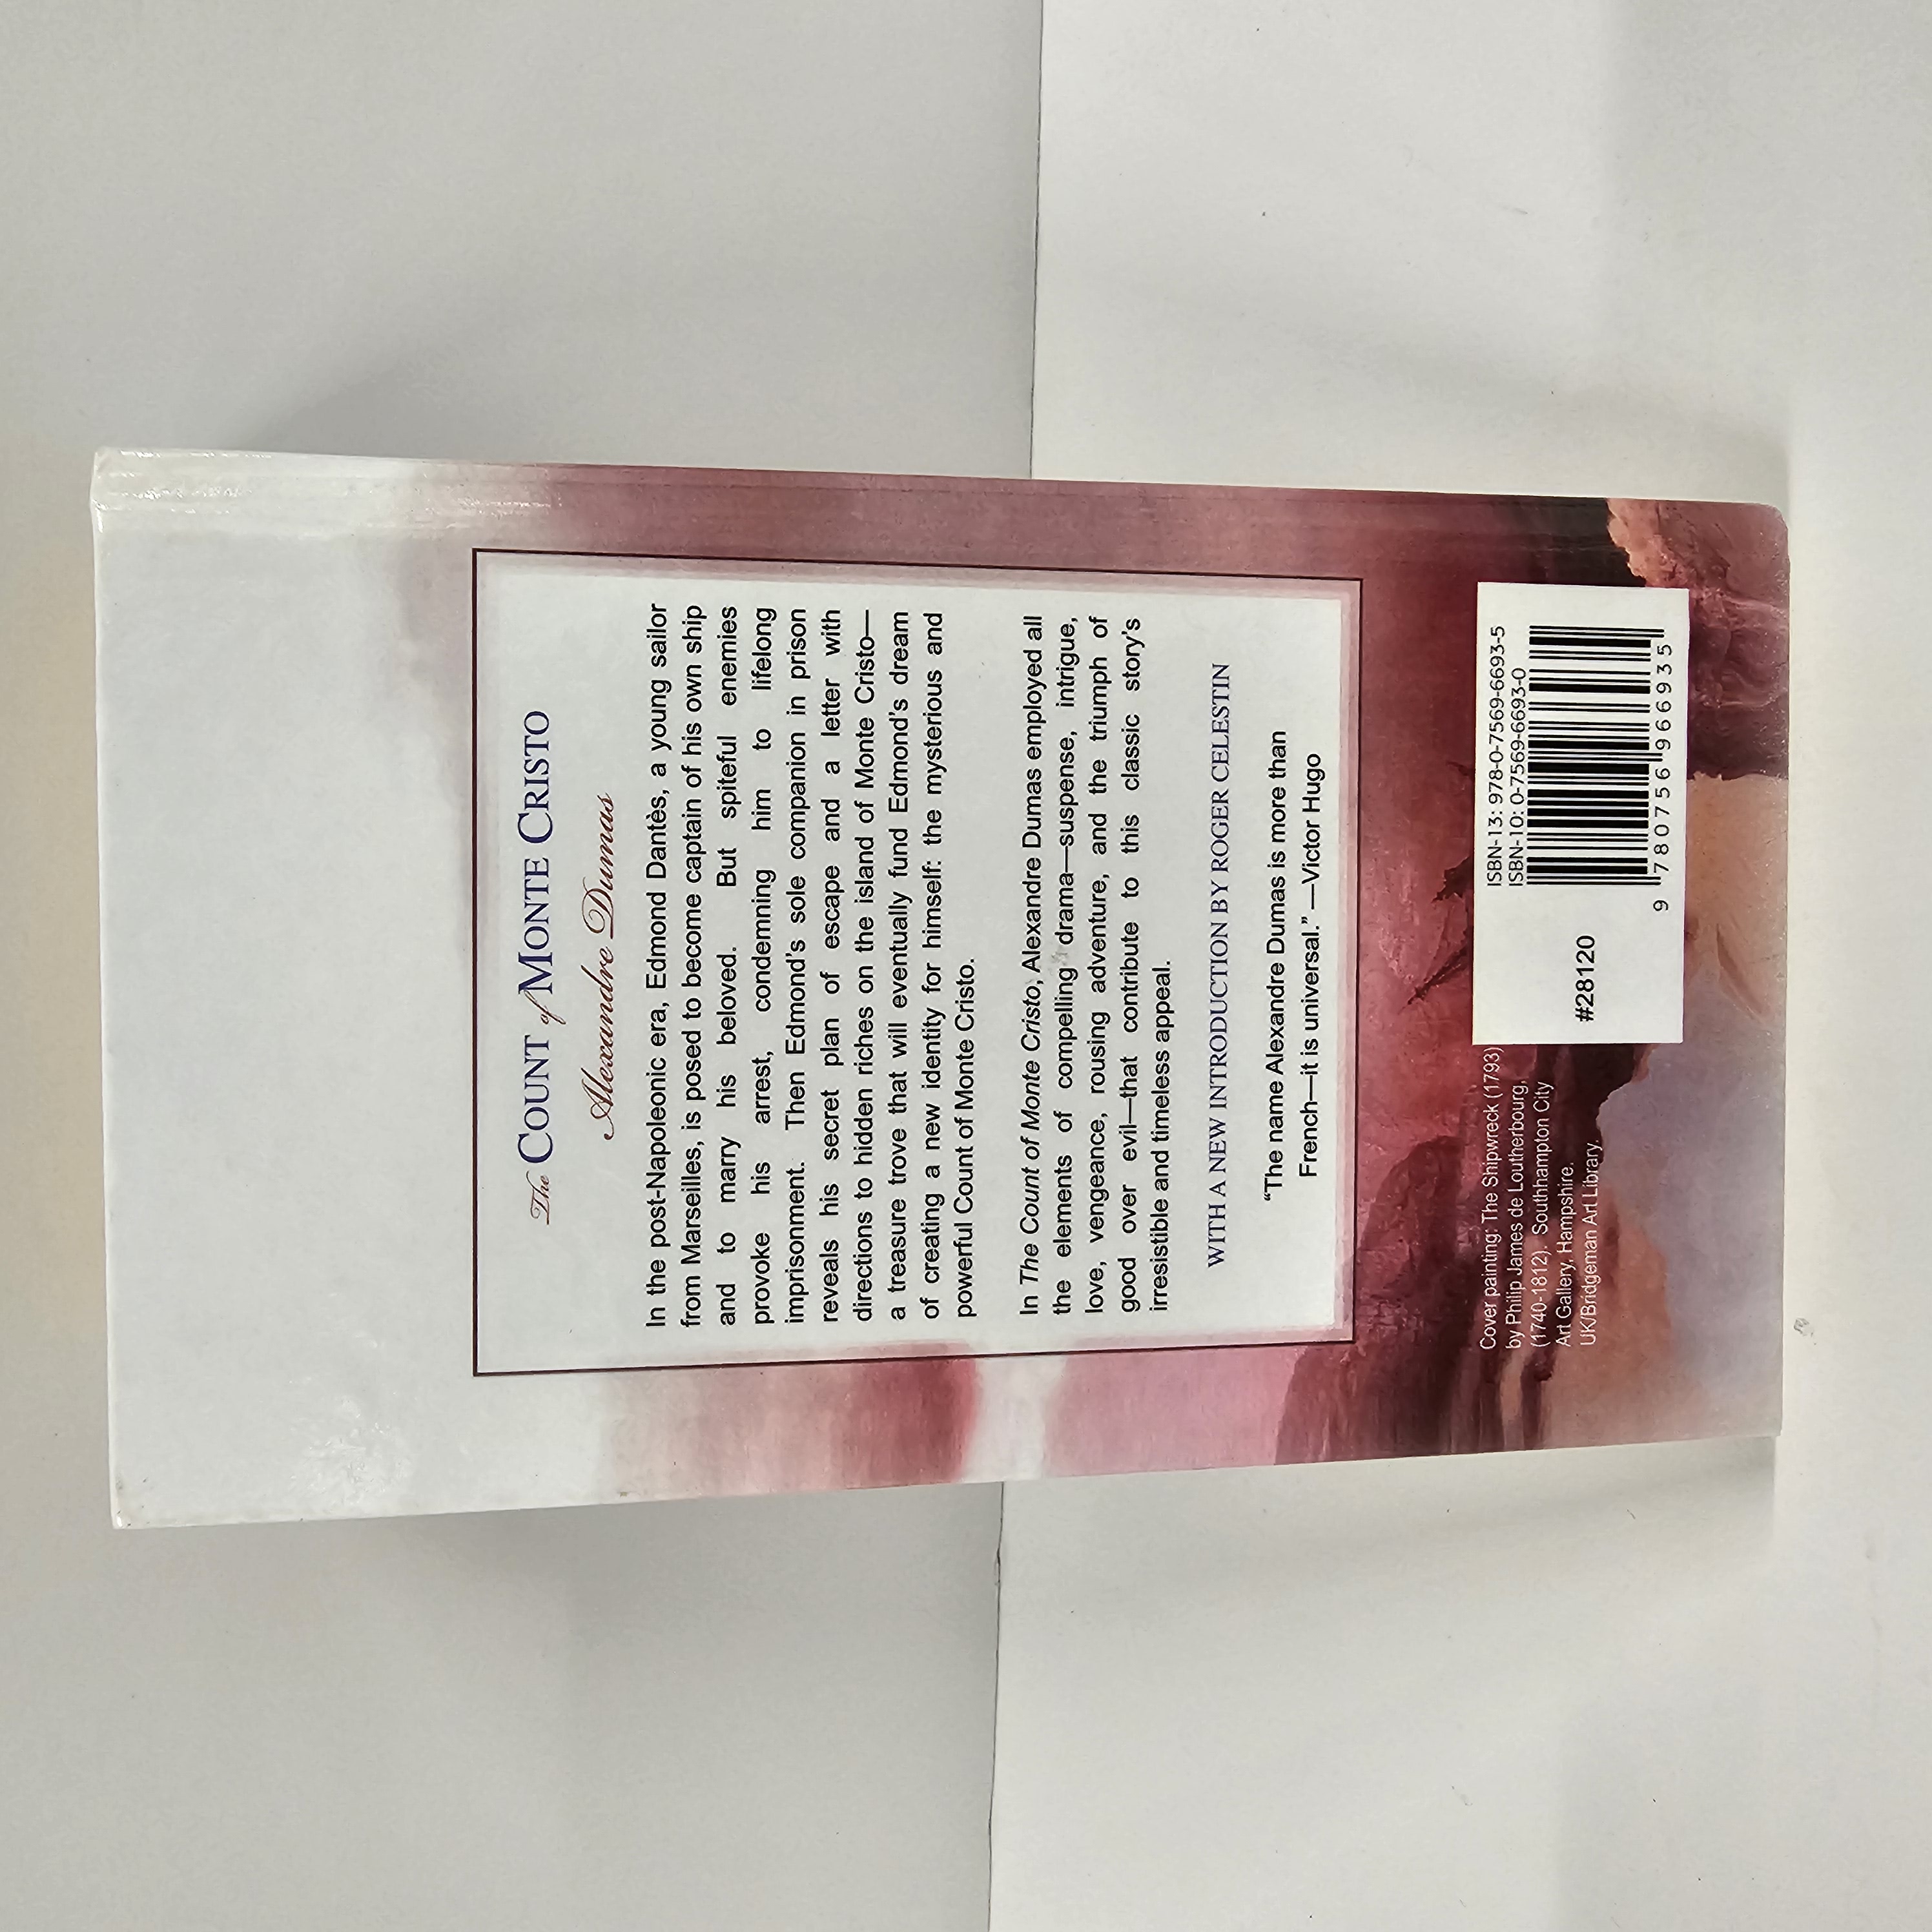 The COUNT of MONTE CRISTO
Alexandre Dumas
In the post-Napoleonic era, Edmond Dantès, a young sailor
from Marseilles, is posed to become captain of his own ship
and to marry his beloved. But spiteful enemies
provoke his arrest, condemning him to lifelong
imprisonment. Then Edmond's sole companion in prison
reveals his secret plan of escape and a letter with
directions to hidden riches on the island of Monte Cristo—
a treasure trove that will eventually fund Edmond's dream
of creating a new identity for himself: the mysterious and
powerful Count of Monte Cristo.
In The Count of Monte Cristo, Alexandre Dumas employed all
the elements of compelling drama—suspense, intrigue,
love, vengeance, rousing adventure, and the triumph of
good over evil—that contribute to this classic story's
irresistible and timeless appeal.
WITH A NEW INTRODUCTION BY ROGER CELESTIN
“The name Alexandre Dumas is more than
French—it is universal.” —Victor Hugo
Cover painting: The Shipwreck (1793)
by Philip James de Loutherbourg,
(1740-1812). Southhampton City
Art Gallery, Hampshire.
UK/Bridgeman Art Library.
ISBN-13: 978-0-7569-6693-5
ISBN-10: 0-7569-6693-0
#28120
9 780756 966935